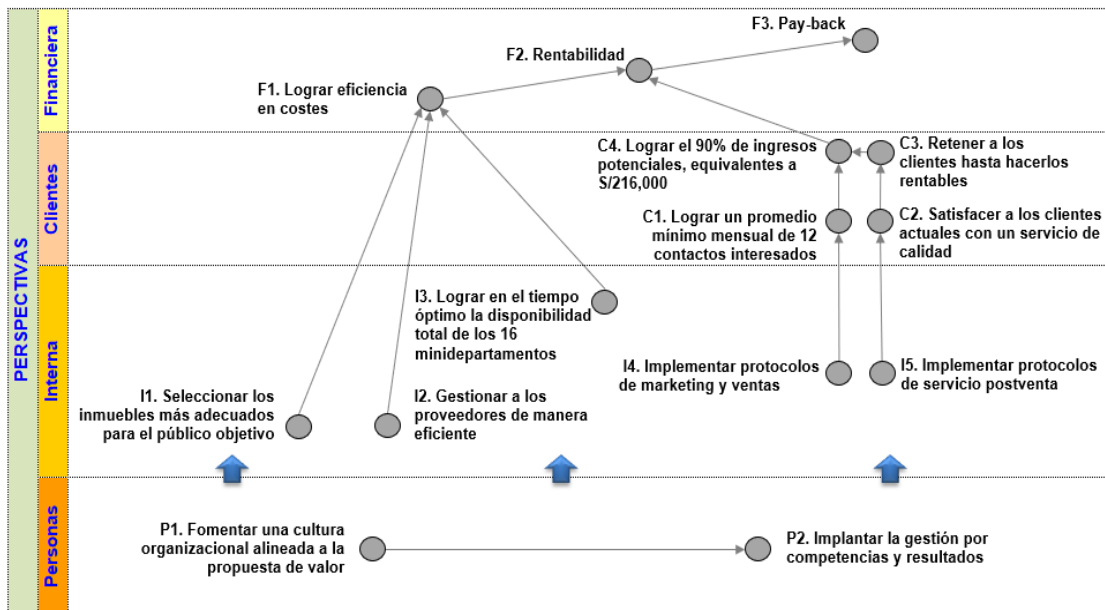 PERSPECTIVAS
Financiera
F3. Pay-back
F2. Rentabilidad
F1. Lograr eficiencia
en costes
Clientes
C4. Lograr el 90% de ingresos
potenciales, equivalentes a
S/216,000
C3. Retener a los
clientes hasta hacerlos
rentables
C1. Lograr un promedio
mínimo mensual de 12
contactos interesados
C2. Satisfacer a los clientes
actuales con un servicio de
calidad
Interna
I3. Lograr en el tiempo
óptimo la disponibilidad
total de los 16
minidepartamentos
I4. Implementar protocolos
de marketing y ventas
I5. Implementar protocolos
de servicio postventa
I1. Seleccionar los
inmuebles más adecuados
para el público objetivo
I2. Gestionar a los
proveedores de manera
eficiente
Personas
P1. Fomentar una cultura
organizacional alineada a la
propuesta de valor
P2. Implantar la gestión por
competencias y resultados